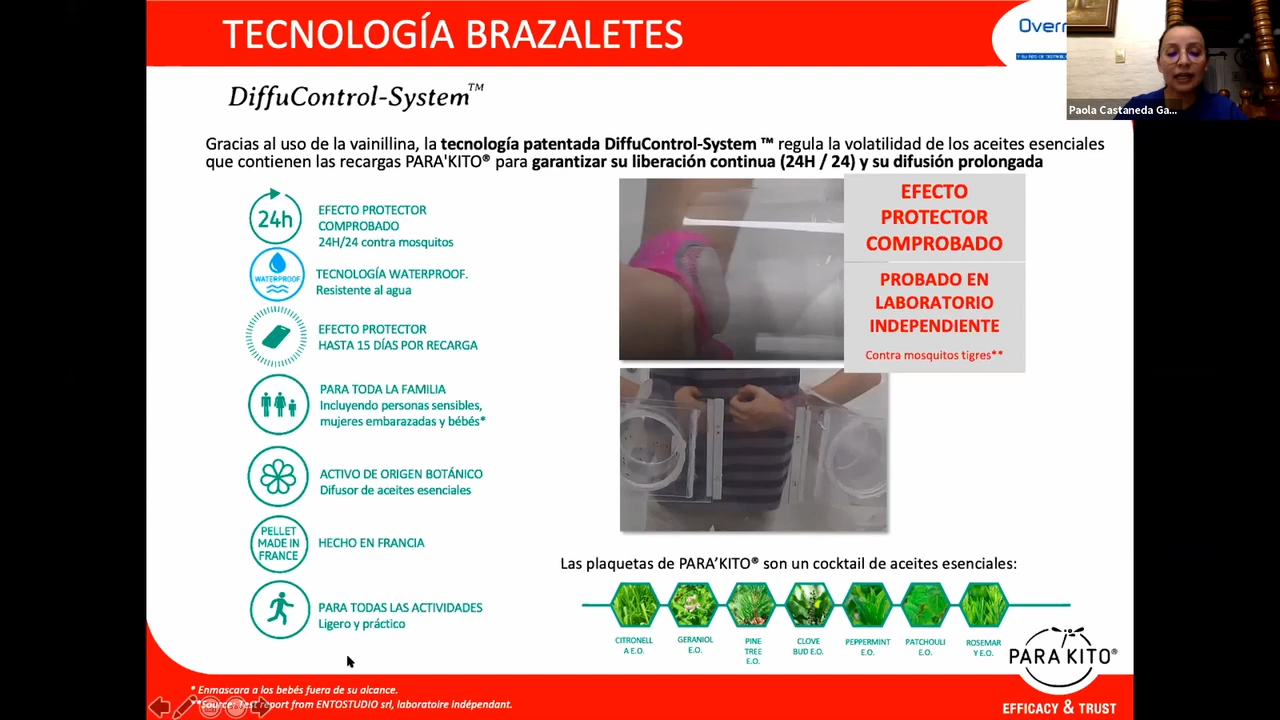 TECNOLOGÍA BRAZALETES
Paola Castaneda Ga...
DiffuControl-System™
Gracias al uso de la vainillina, la tecnología patentada DiffuControl-System ™ regula la volatilidad de los aceites esenciales
que contienen las recargas PARA'KITO® para garantizar su liberación continua (24H / 24) y su difusión prolongada
24h
EFECTO PROTECTOR
COMPROBADO
24H/24 contra mosquitos
WATERPROOF
TECNOLOGÍA WATERPROOF.
Resistente al agua
EFECTO PROTECTOR
HASTA 15 DÍAS POR RECARGA
PARA TODA LA FAMILIA
Incluyendo personas sensibles,
mujeres embarazadas y bébés*
ACTIVO DE ORIGEN BOTÁNICO
Difusor de aceites esenciales
PELLET
MADE IN
FRANCE
HECHO EN FRANCIA
PARA TODAS LAS ACTIVIDADES
Ligero y práctico
EFECTO
PROTECTOR
COMPROBADO
PROBADO EN
LABORATORIO
INDEPENDIENTE
Contra mosquitos tigres**
Las plaquetas de PARA'KITO® son un cocktail de aceites esenciales:
CITRONELL
A E.O.
GERANIOL
E.O.
PINE
TREE
E.O.
CLOVE
BUD E.O.
PEPPERMINT
E.O.
PATCHOULI
E.O.
ROSEMAR
Y E.O.
PARA KITO®
EFFICACY & TRUST
* Enmascara a los bebés fuera de su alcance.
**Source: Test report from ENTOSTUDIO srl, laboratoire indépendant.